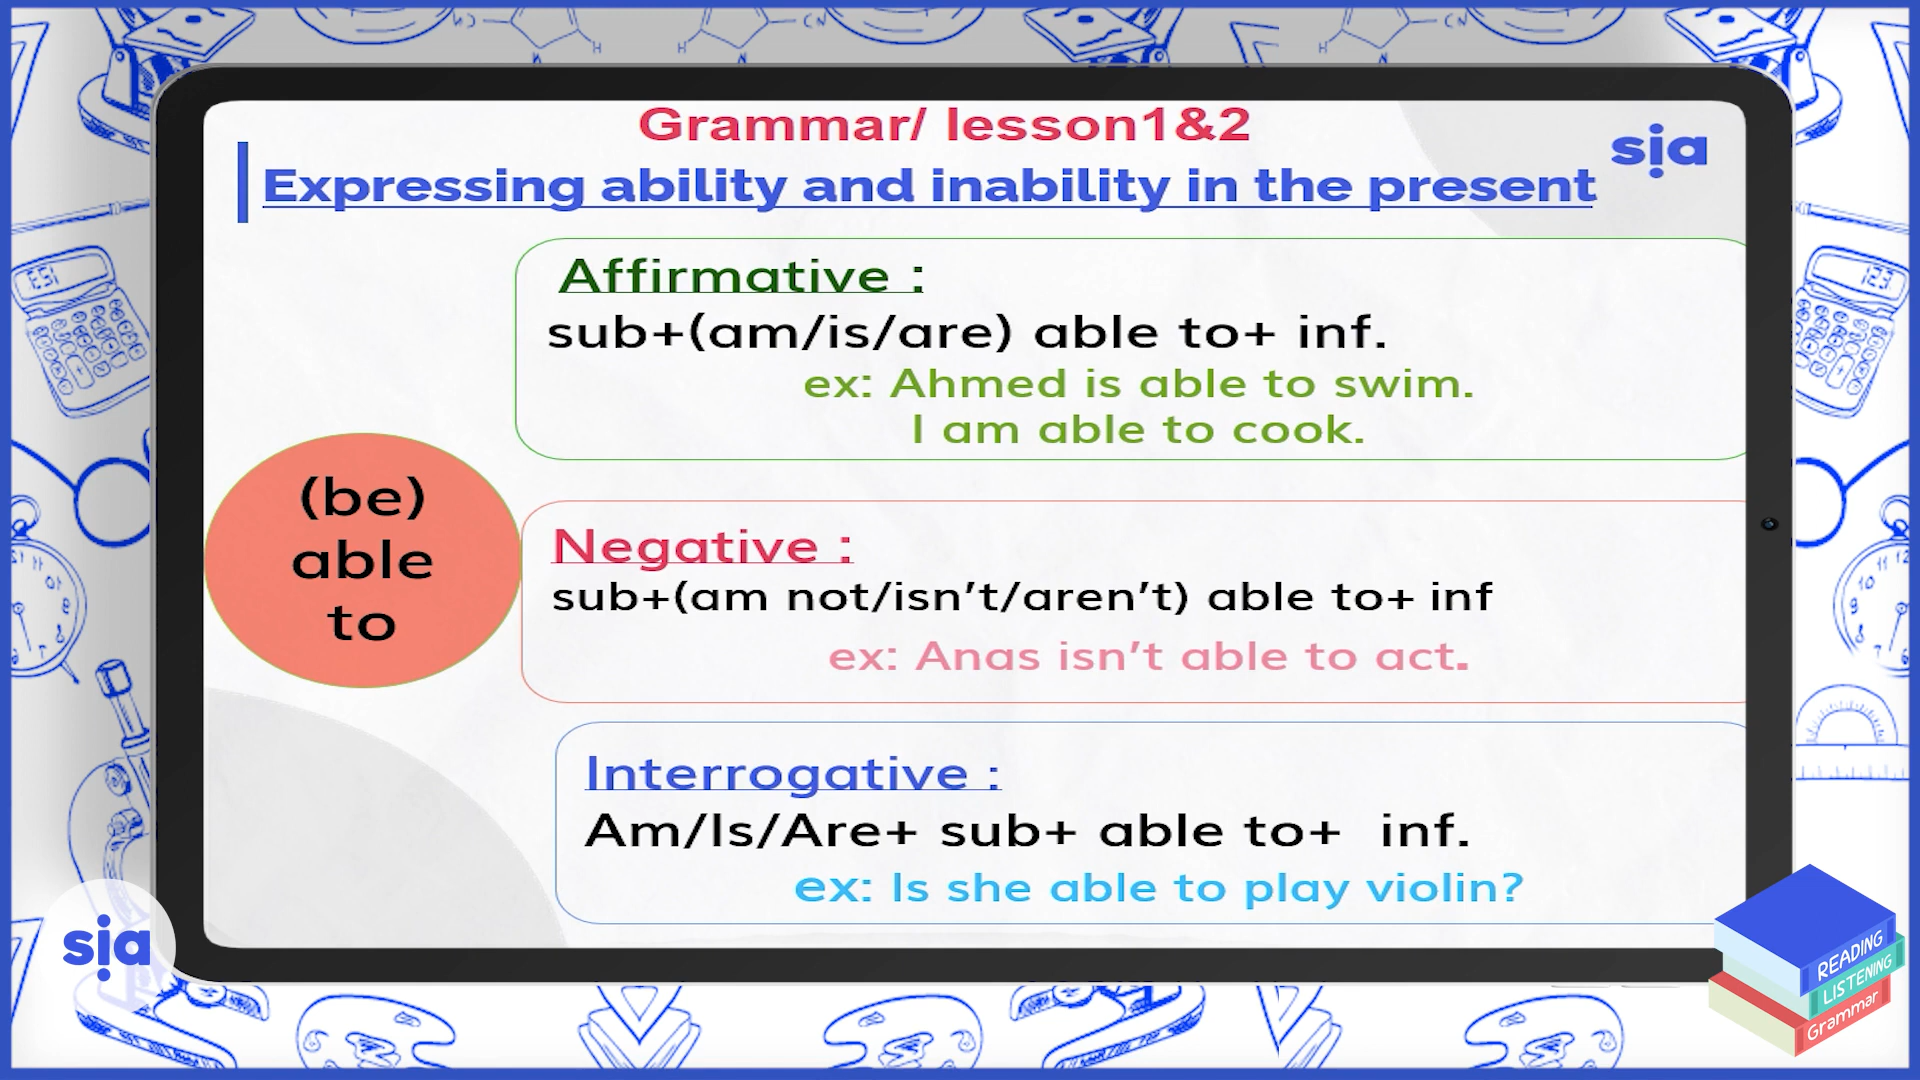 Grammar/ lesson1&2
sia
Expressing ability and inability in the present
Affirmative :
sub+(am/is/are) able to+ inf.
ex: Ahmed is able to swim.
I am able to cook.
(be)
able
to
Negative :
sub+(am not/isn't/aren't) able to+ inf
ex: Anas isn't able to act.
Interrogative :
Am/Is/Are+ sub+ able to+ inf.
ex: Is she able to play violin?
sia
READING
LISTENING
Grammar